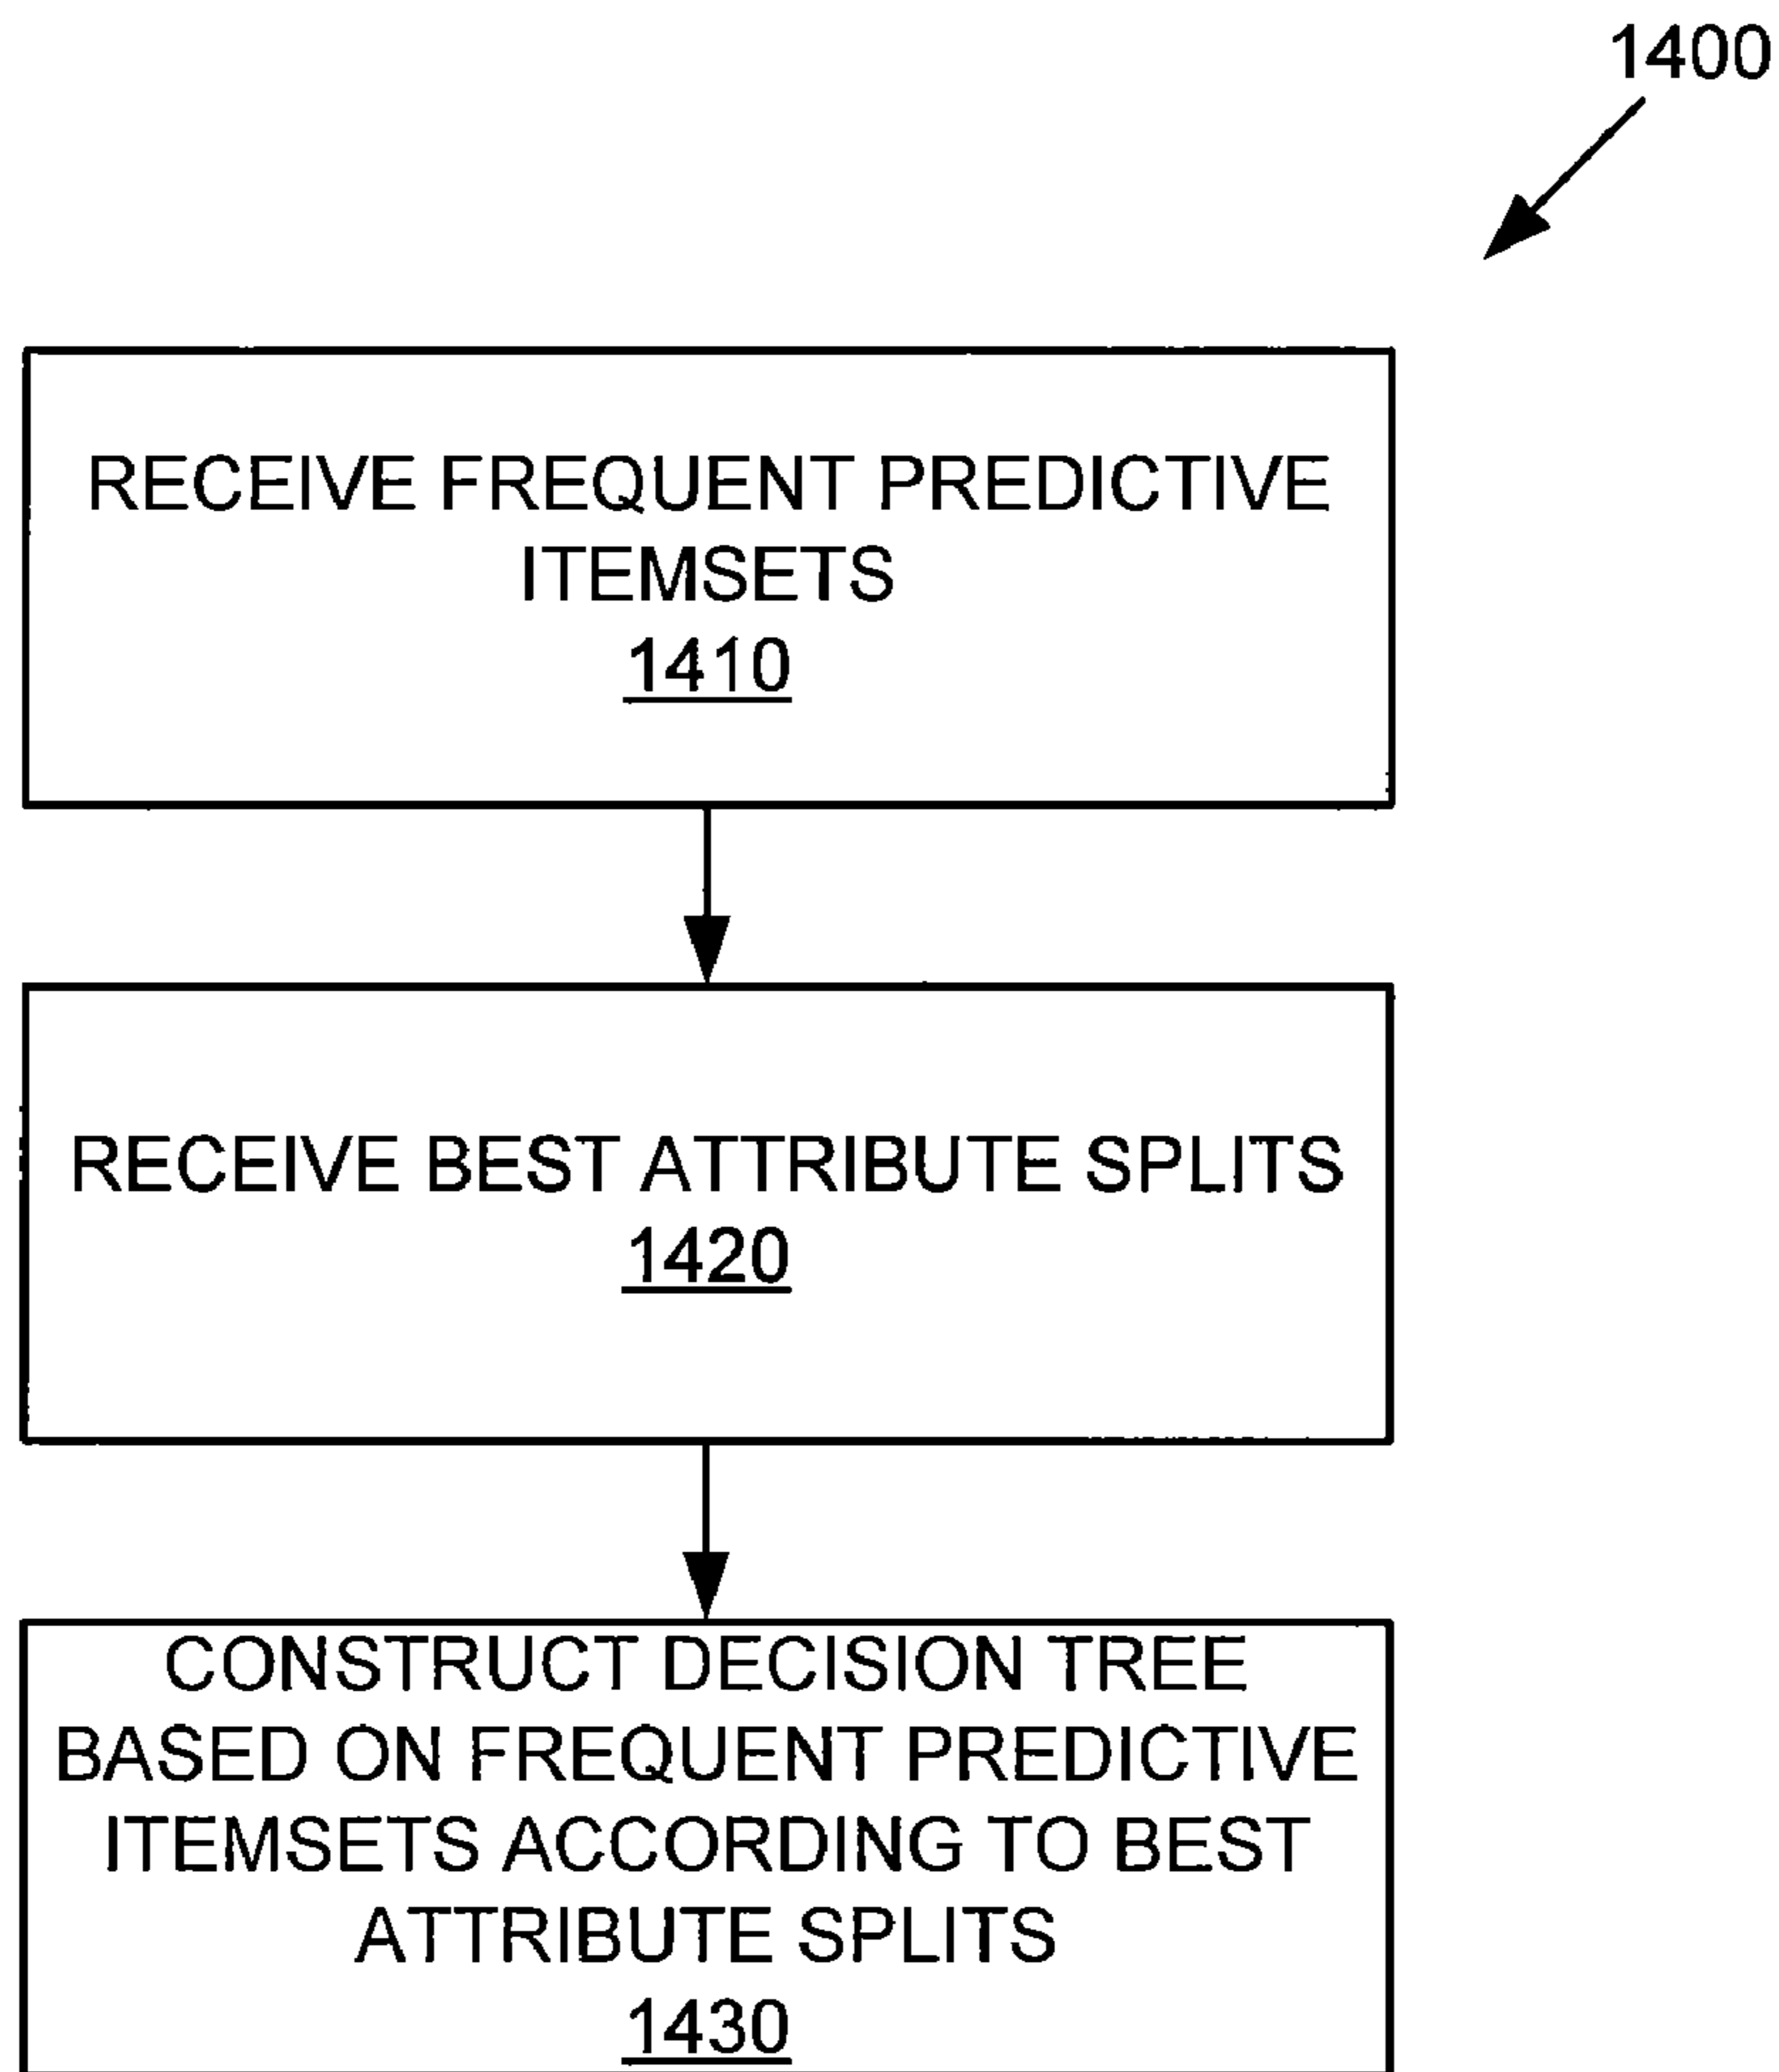 1400
RECEIVE FREQUENT PREDICTIVE
ITEMSETS
1410
RECEIVE BEST ATTRIBUTE SPLITS
1420
CONSTRUCT DECISION TREE
BASED ON FREQUENT PREDICTIVE
ITEMSETS ACCORDING TO BEST
ATTRIBUTE SPLITS
1430